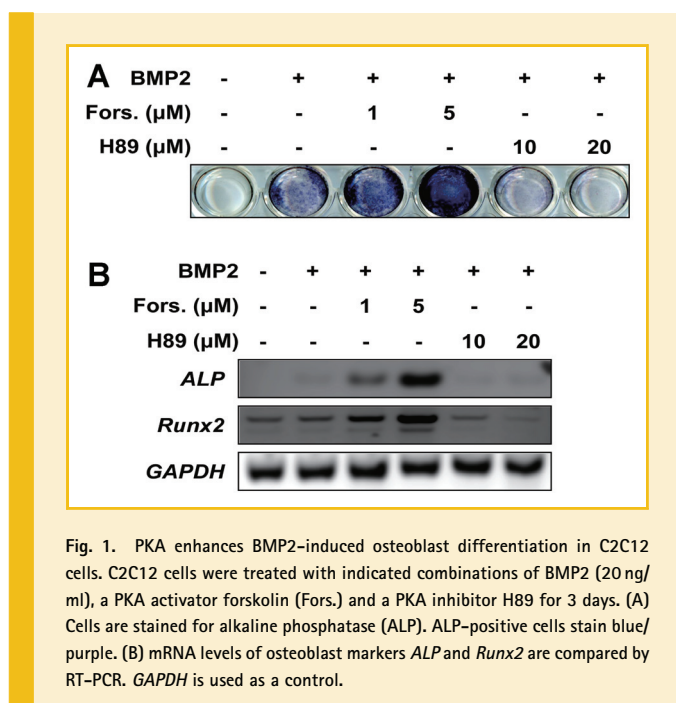 A BMP2 - + + + + +
Fors. (µM) - - 1 5 - -
H89 (µM) - - - - 10 20
B BMP2 - + + + + +
Fors. (µM) - - 1 5 - -
H89 (µM) - - - - 10 20
ALP
Runx2
GAPDH
Fig. 1. PKA enhances BMP2-induced osteoblast differentiation in C2C12
cells. C2C12 cells were treated with indicated combinations of BMP2 (20 ng/
ml), a PKA activator forskolin (Fors.) and a PKA inhibitor H89 for 3 days. (A)
Cells are stained for alkaline phosphatase (ALP). ALP-positive cells stain blue/
purple. (B) mRNA levels of osteoblast markers ALP and Runx2 are compared by
RT-PCR. GAPDH is used as a control.